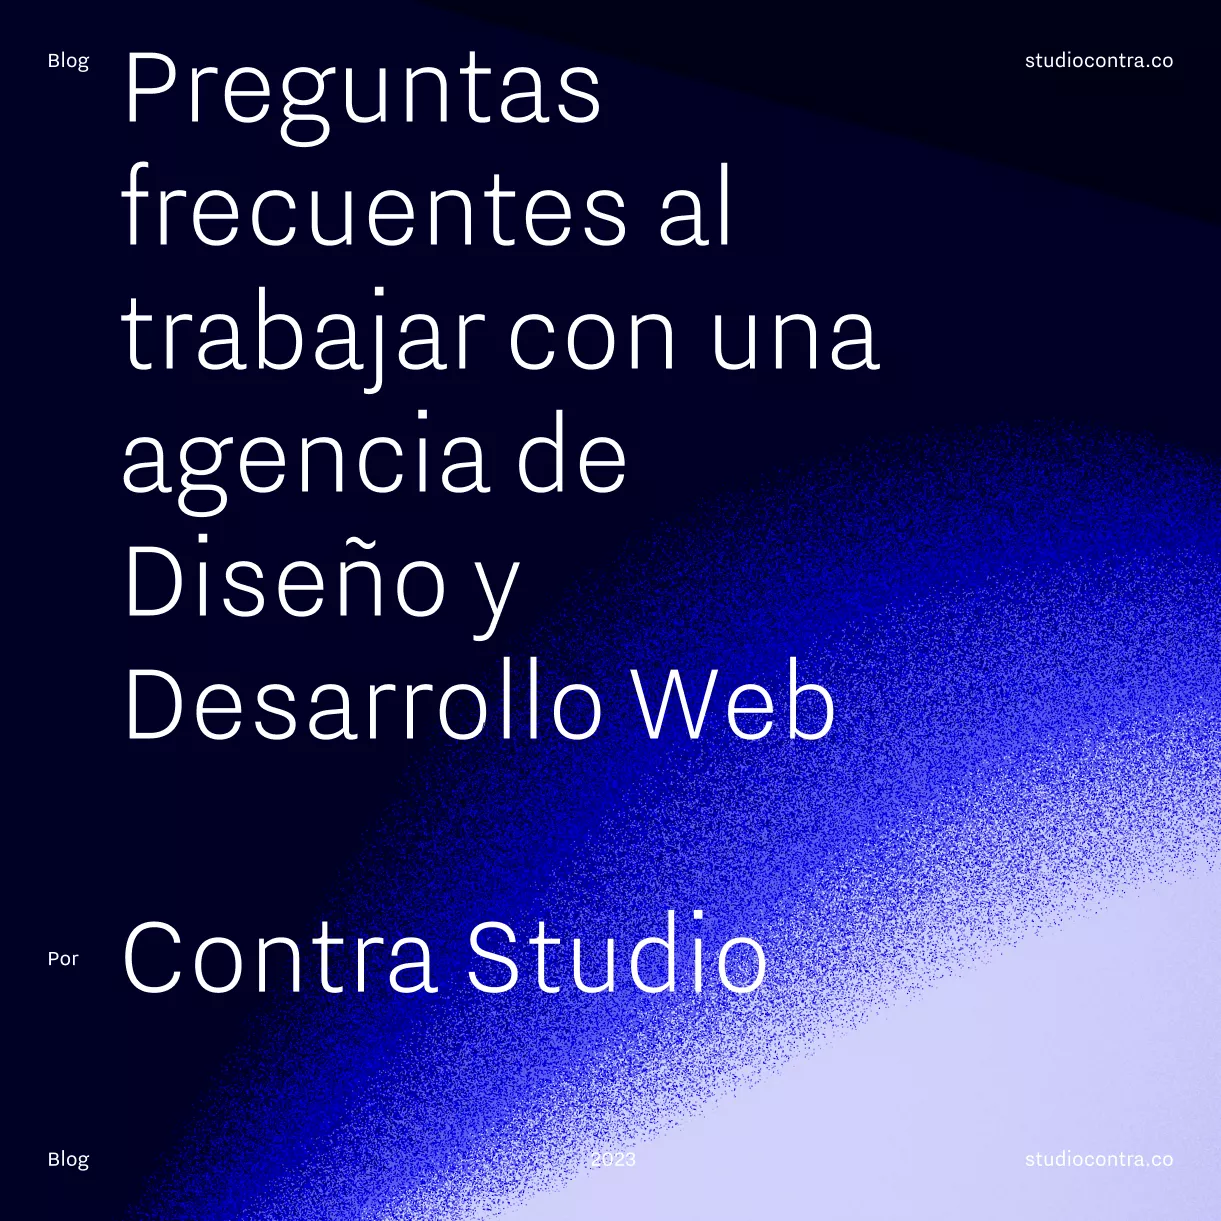 Blog
studiocontra.co
Preguntas
frecuentes al
trabajar con una
agencia de
Diseño y
Desarrollo Web
Por
Contra Studio
Blog
2023
studiocontra.co